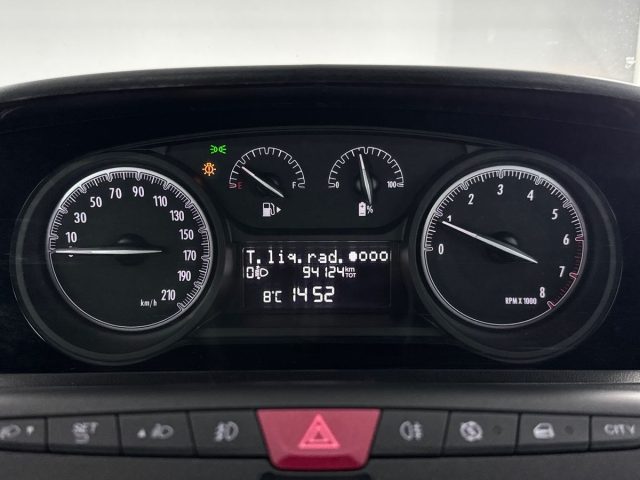 10 30 50 70 90 110 130 150 170 190 210
km/h
E F
0 100
%
0 1 2 3 4 5 6 7 8
RPM X 1000
T.liq.rad.
94124 km TOT
8°C 14 52
SET
CITY